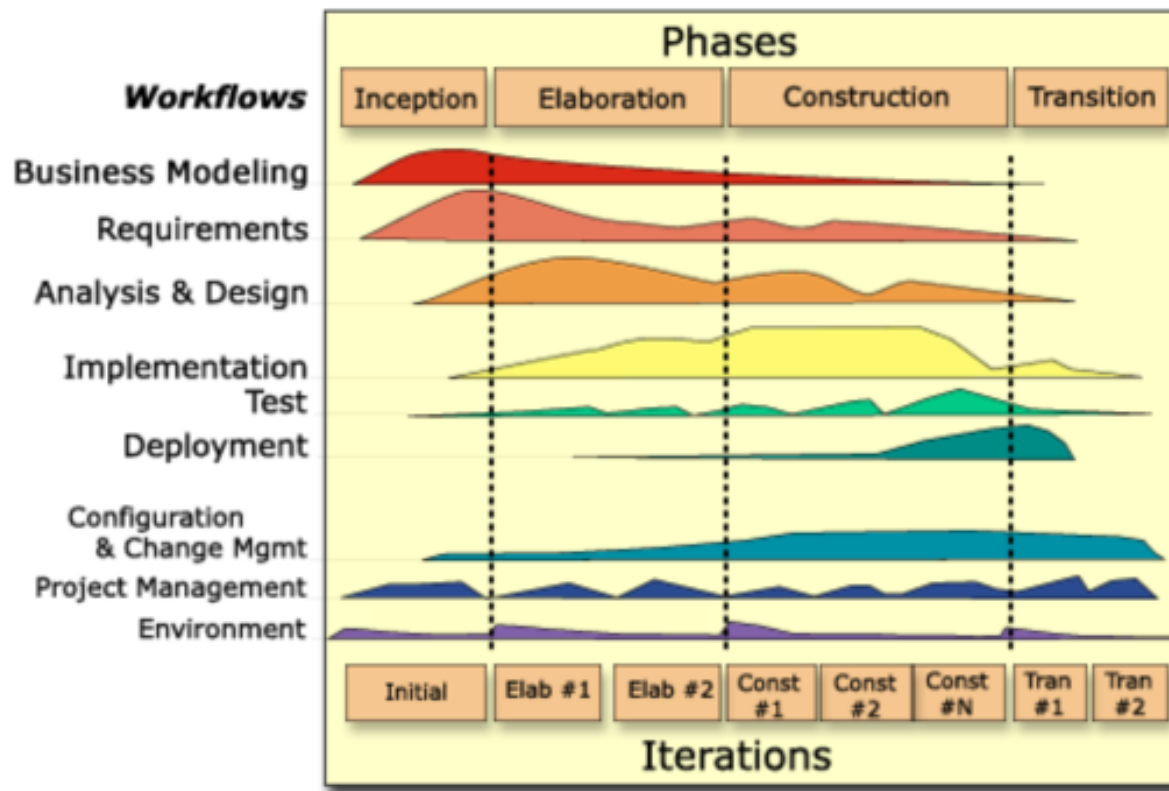 Phases
Workflows
Inception
Elaboration
Construction
Transition
Business Modeling
Requirements
Analysis & Design
Implementation
Test
Deployment
Configuration
& Change Mgmt
Project Management
Environment
Initial
Elab #1
Elab #2
Const
#1
Const
#2
Const
#N
Tran
#1
Tran
#2
Iterations